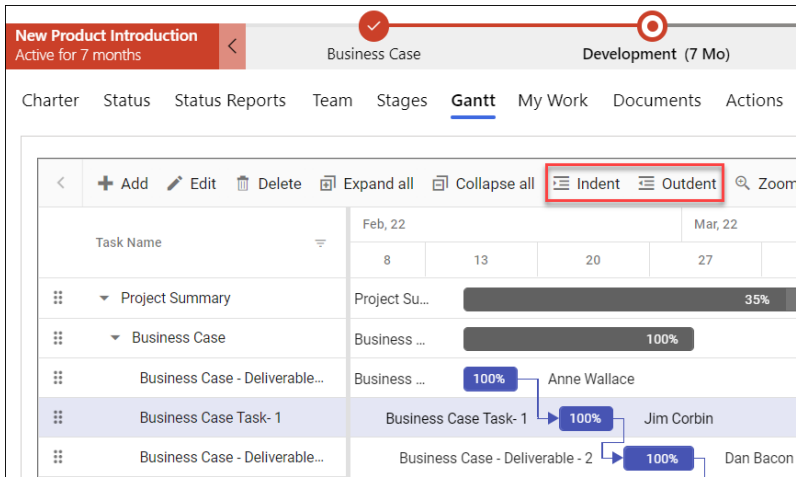 New Product Introduction
Active for 7 months
Business Case
Development (7 Mo)
Charter Status Status Reports Team Stages Gantt My Work Documents Actions
Add Edit Delete Expand all Collapse all Indent Outdent Zoom
Task Name
Feb, 22 Mar, 22
8 13 20 27
Project Summary Project Su... 35%
Business Case Business ... 100%
Business Case - Deliverable... Business ... 100% Anne Wallace
Business Case Task- 1 Business Case Task- 1 100% Jim Corbin
Business Case - Deliverable... Business Case - Deliverable - 2 100% Dan Bacon